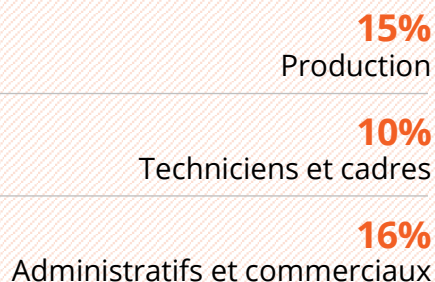 15%
Production
10%
Techniciens et cadres
16%
Administratifs et commerciaux